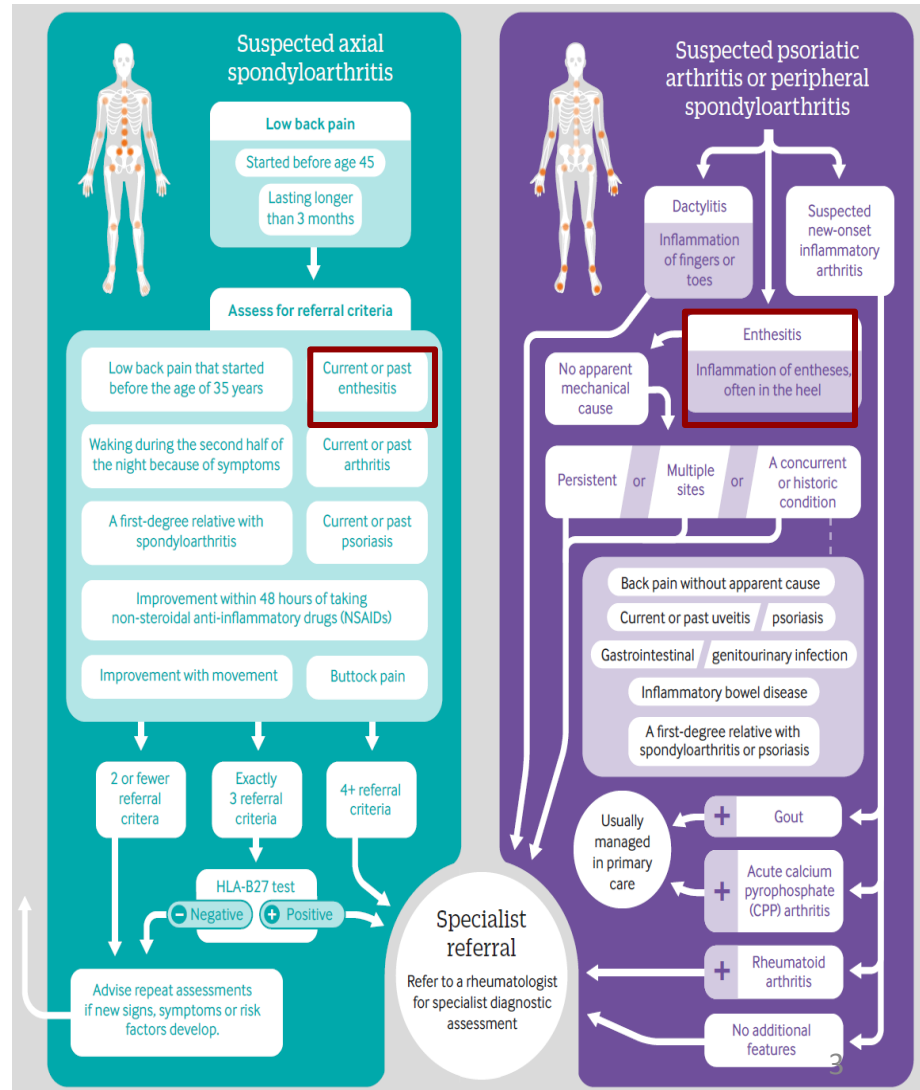 Suspected axial
spondyloarthritis
Low back pain
Started before age 45
Lasting longer
than 3 months
Assess for referral criteria
Low back pain that started
before the age of 35 years
Current or past
enthesitis
Waking during the second half of
the night because of symptoms
Current or past
arthritis
A first-degree relative with
spondyloarthritis
Current or past
psoriasis
Improvement within 48 hours of taking
non-steroidal anti-inflammatory drugs (NSAIDs)
Improvement with movement
Buttock pain
2 or fewer
referral
critera
Exactly
3 referral
criteria
4+ referral
criteria
HLA-B27 test
− Negative
+ Positive
Advise repeat assessments
if new signs, symptoms or risk
factors develop.
Specialist
referral
Refer to a rheumatologist
for specialist diagnostic
assessment
Suspected psoriatic
arthritis or peripheral
spondyloarthritis
Dactylitis
Inflammation
of fingers or
toes
Suspected
new-onset
inflammatory
arthritis
Enthesitis
Inflammation of entheses,
often in the heel
No apparent
mechanical
cause
Persistent
or
Multiple
sites
or
A concurrent
or historic
condition
Back pain without apparent cause
Current or past uveitis / psoriasis
Gastrointestinal / genitourinary infection
Inflammatory bowel disease
A first-degree relative with
spondyloarthritis or psoriasis
Usually
managed
in primary
care
+ Gout
+ Acute calcium
pyrophosphate
(CPP) arthritis
+ Rheumatoid
arthritis
No additional
features
3